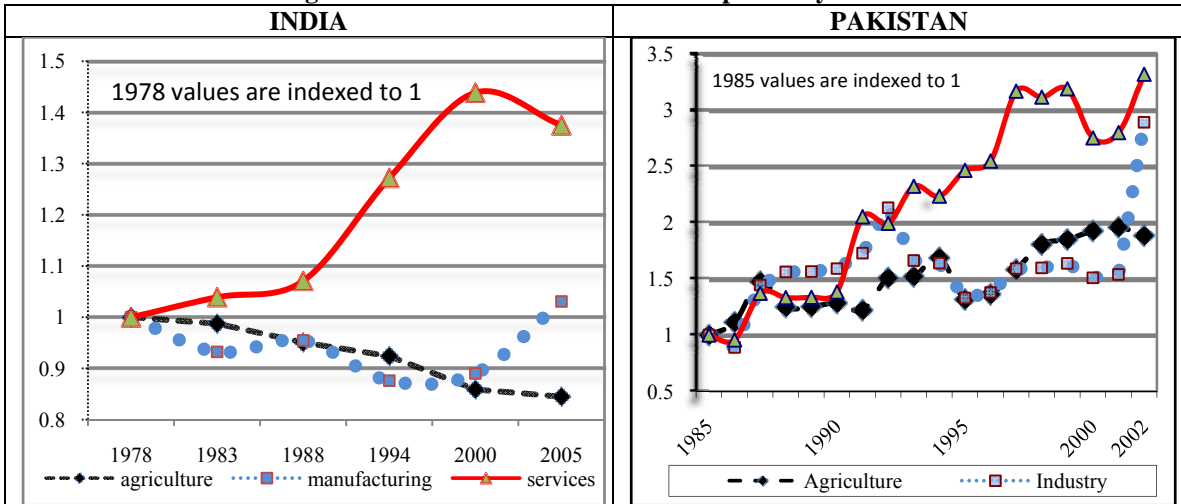 INDIA
PAKISTAN
1978 values are indexed to 1
1.5
1.4
1.3
1.2
1.1
1
0.9
0.8
1978 1983 1988 1994 2000 2005
agriculture manufacturing services
1985 values are indexed to 1
3.5
3
2.5
2
1.5
1
0.5
1985 1990 1995 2000 2002
Agriculture Industry